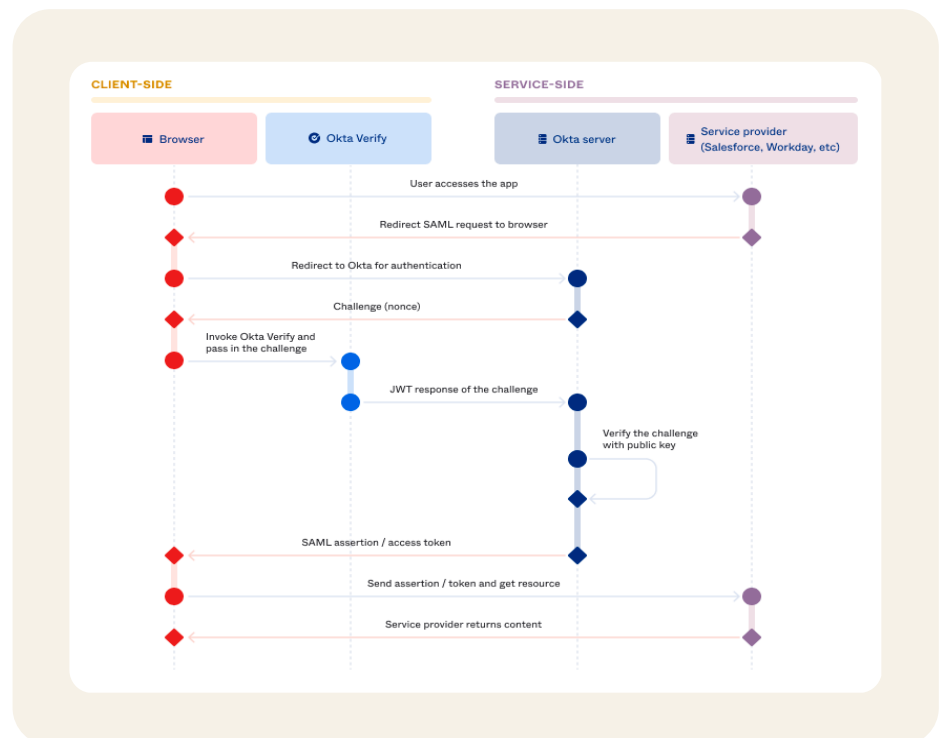 CLIENT-SIDE
SERVICE-SIDE
Browser
Okta Verify
Okta server
Service provider
(Salesforce, Workday, etc)
User accesses the app
Redirect SAML request to browser
Redirect to Okta for authentication
Challenge (nonce)
Invoke Okta Verify and
pass in the challenge
JWT response of the challenge
Verify the challenge
with public key
SAML assertion / access token
Send assertion / token and get resource
Service provider returns content